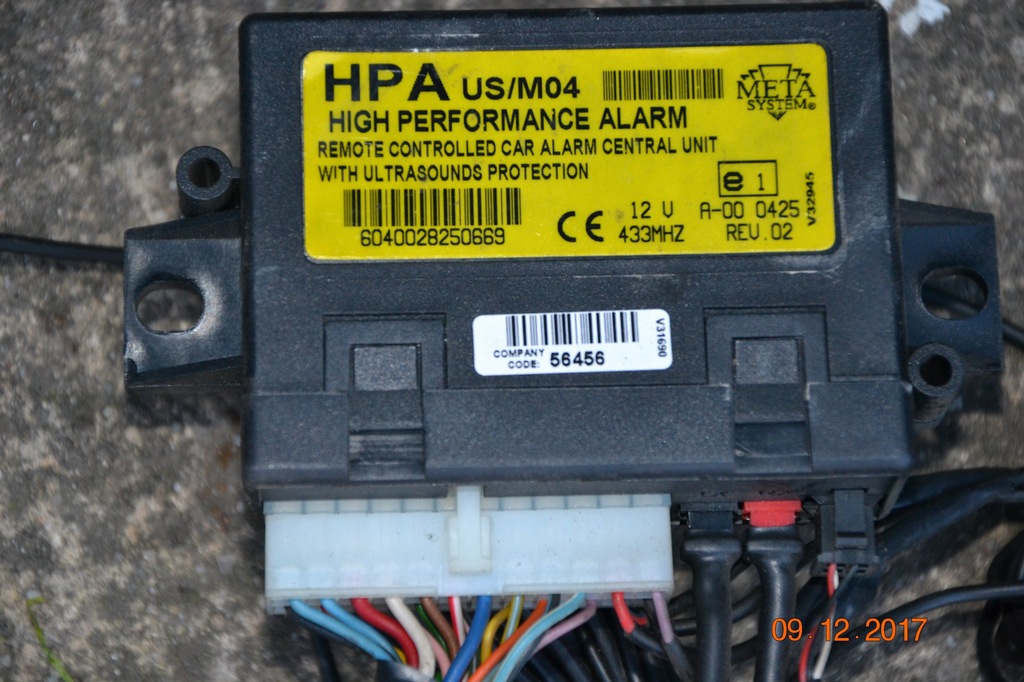 HPA US/M04
META
SYSTEM®
HIGH PERFORMANCE ALARM
REMOTE CONTROLLED CAR ALARM CENTRAL UNIT
WITH ULTRASOUNDS PROTECTION
e 1
6040028250669
CE
12 V
433MHZ
A-00 0425
REV.02
V32945
COMPANY
CODE: 56456
V31690
09.12.2017